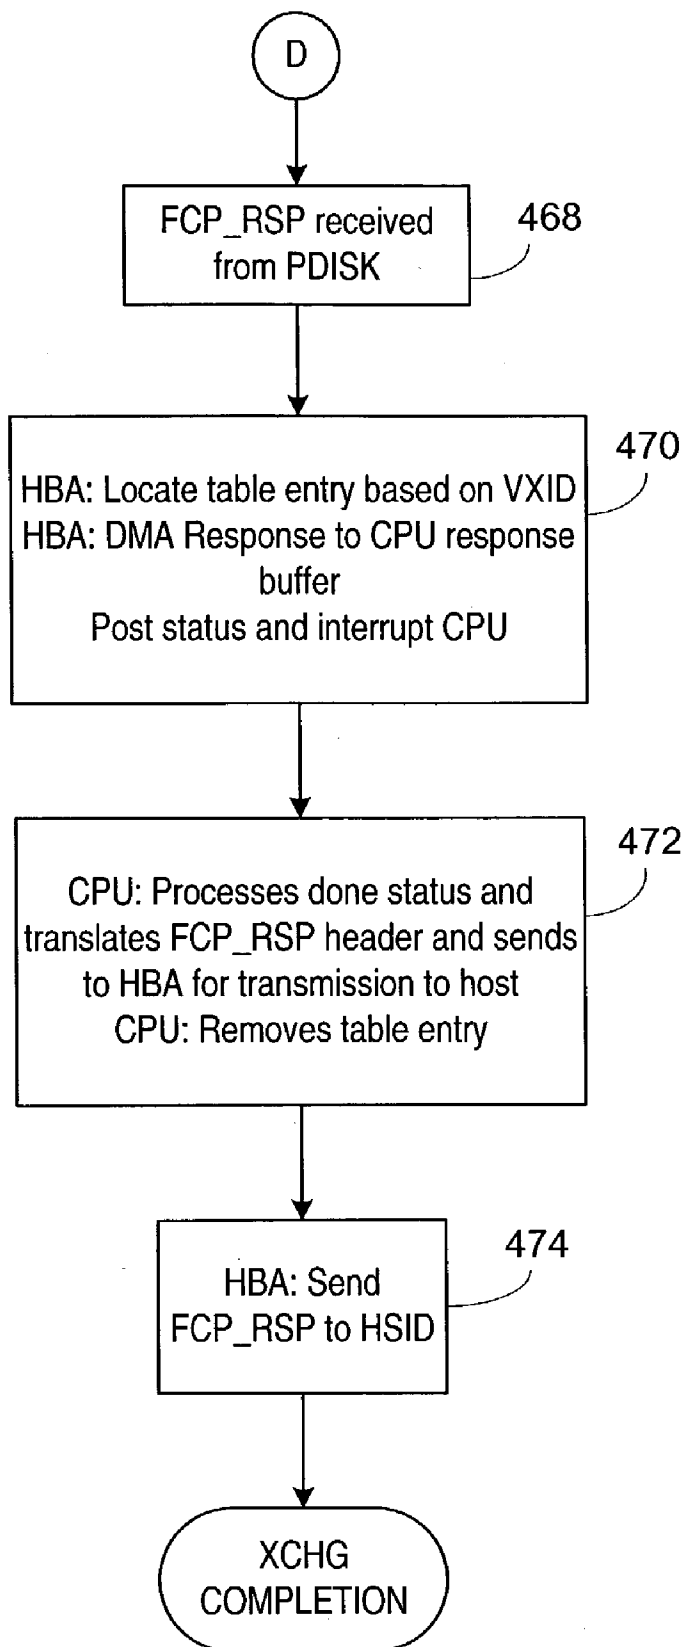 D
FCP_RSP received
from PDISK
468
HBA: Locate table entry based on VXID
HBA: DMA Response to CPU response
buffer
Post status and interrupt CPU
470
CPU: Processes done status and
translates FCP_RSP header and sends
to HBA for transmission to host
CPU: Removes table entry
472
HBA: Send
FCP_RSP to HSID
474
XCHG
COMPLETION